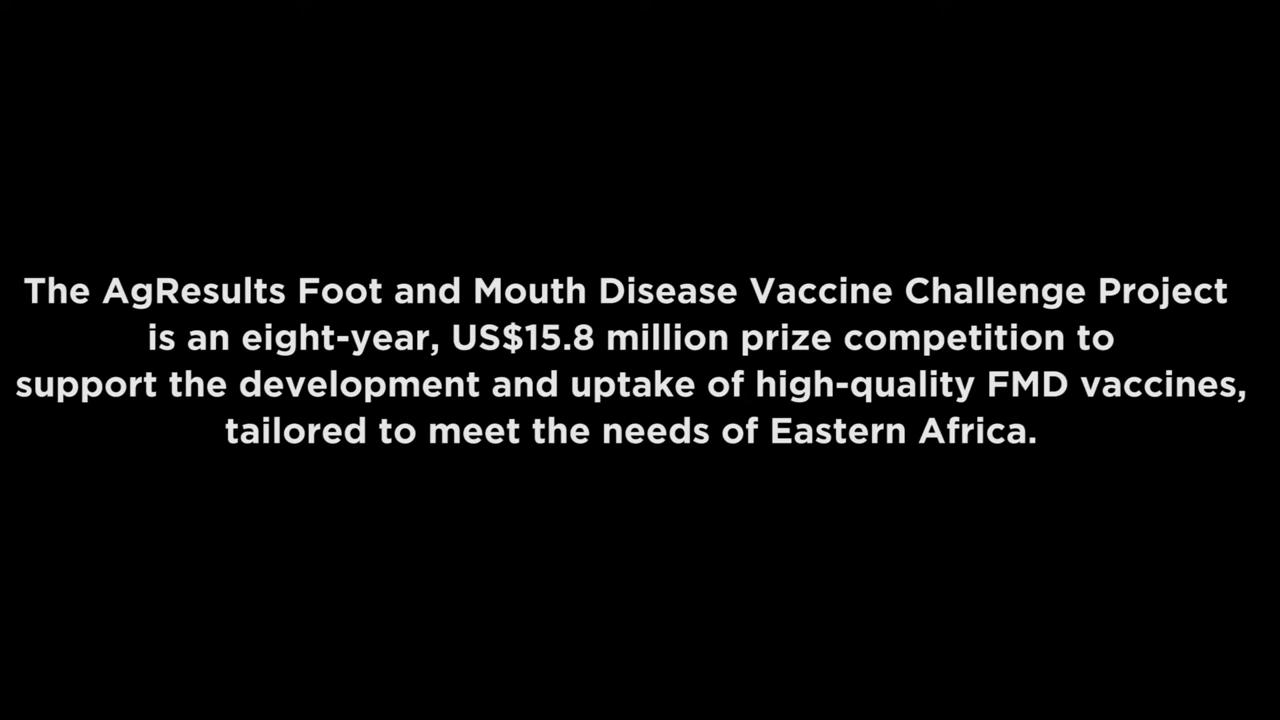 The AgResults Foot and Mouth Disease Vaccine Challenge Project
is an eight-year, US$15.8 million prize competition to
support the development and uptake of high-quality FMD vaccines,
tailored to meet the needs of Eastern Africa.